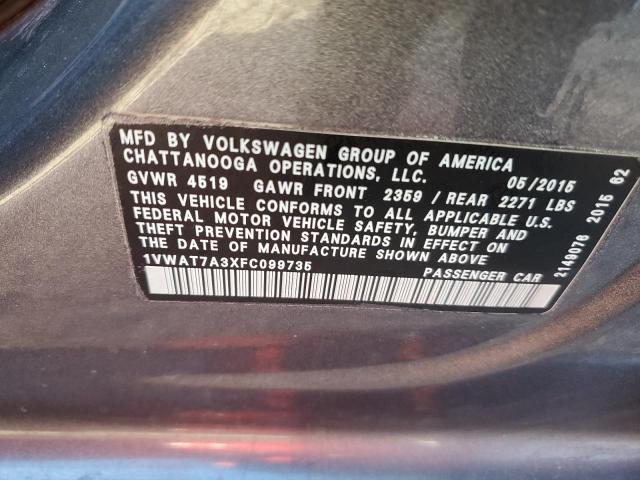 MFD BY VOLKSWAGEN GROUP OF AMERICA
CHATTANOOGA OPERATIONS, LLC. 05/2015
GVWR 4519 GAWR FRONT 2359 / REAR 2271 LBS
THIS VEHICLE CONFORMS TO ALL APPLICABLE U.S.
FEDERAL MOTOR VEHICLE SAFETY, BUMPER AND
THEFT PREVENTION STANDARDS IN EFFECT ON
THE DATE OF MANUFACTURE SHOWN ABOVE
1VWAT7A3XFC099735 PASSENGER CAR
2149076 2015 62